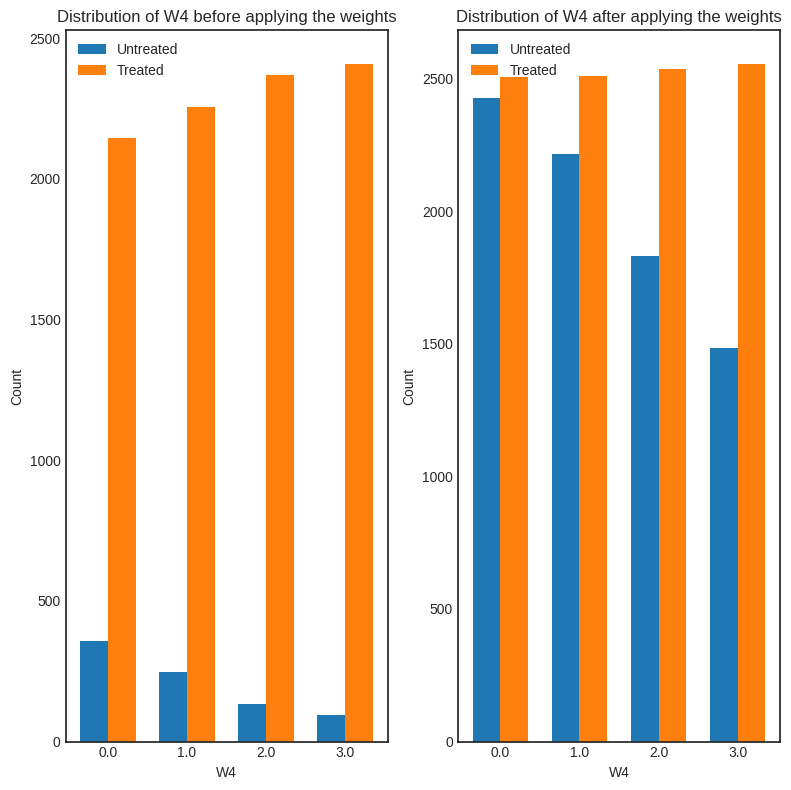 Distribution of W4 before applying the weights
Untreated
Treated
2500
2000
1500
1000
500
0
Count
0.0 1.0 2.0 3.0
W4
Distribution of W4 after applying the weights
Untreated
Treated
2500
2000
1500
1000
500
0
Count
0.0 1.0 2.0 3.0
W4